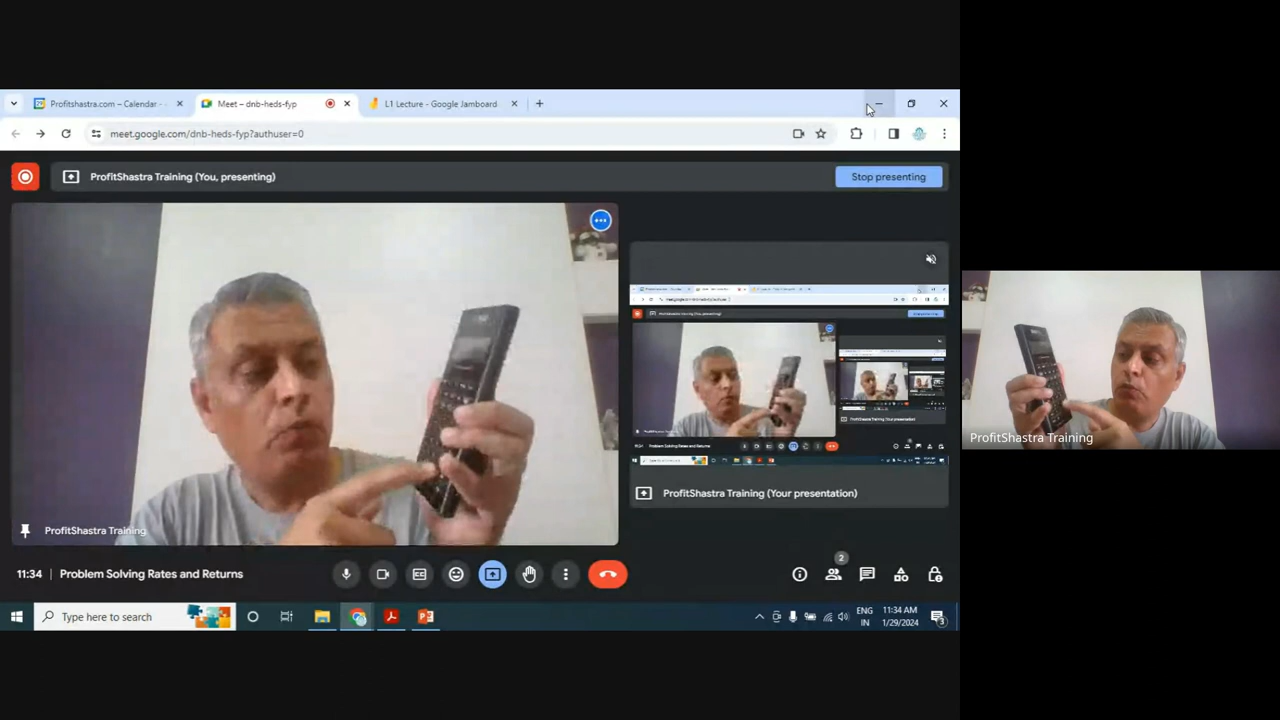 Profitshastra.com – Calendar -
Meet – dnb-heds-fyp
L1 Lecture - Google Jamboard
meet.google.com/dnb-heds-fyp?authuser=0
ProfitShastra Training (You, presenting)
Stop presenting
ProfitShastra Training
ProfitShastra Training (Your presentation)
ProfitShastra Training
11:34 | Problem Solving Rates and Returns
2
Type here to search
ENG
IN
11:34 AM
1/29/2024
3